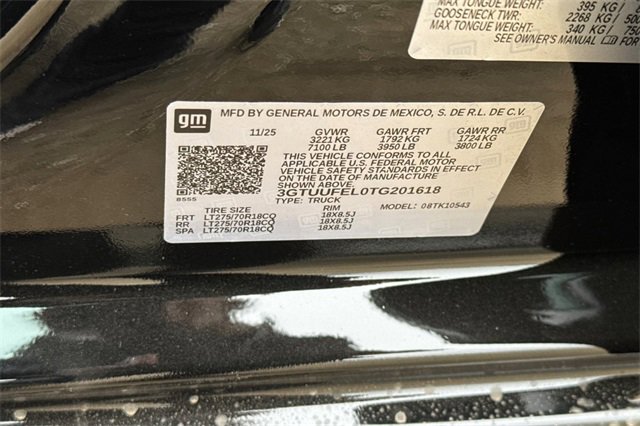 MAX TONGUE WEIGHT: 395 KG /
GOOSENECK TWR: 2268 KG / 500
MAX TONGUE WEIGHT: 340 KG / 750
SEE OWNER'S MANUAL FOR
gm
MFD BY GENERAL MOTORS DE MEXICO, S. DE R.L. DE C.V.
11/25 GVWR GAWR FRT GAWR RR
3221 KG 1792 KG 1724 KG
7100 LB 3950 LB 3800 LB
THIS VEHICLE CONFORMS TO ALL
APPLICABLE U.S. FEDERAL MOTOR
VEHICLE SAFETY STANDARDS IN EFFECT
ON THE DATE OF MANUFACTURE SHOWN ABOVE.
8555 3GTUUFEL0TG201618
TYPE: TRUCK MODEL: 08TK10543
TIRE SIZE RIM
FRT LT275/70R18CQ 18X8.5J
RR LT275/70R18CQ 18X8.5J
SPA LT275/70R18CQ 18X8.5J